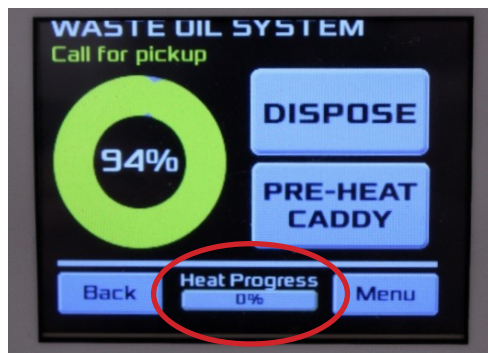 WASTE OIL SYSTEM
Call for pickup
94%
DISPOSE
PRE-HEAT
CADDY
Back
Heat Progress
0%
Menu